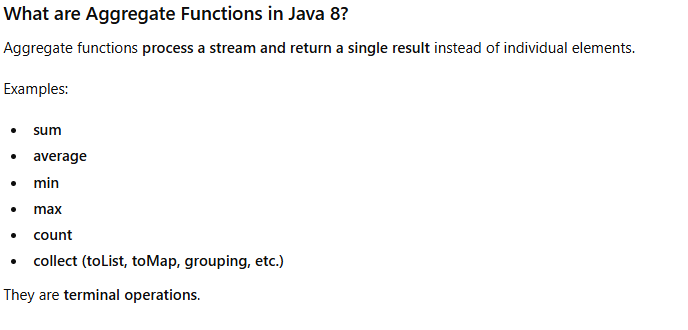 What are Aggregate Functions in Java 8?
Aggregate functions process a stream and return a single result instead of individual elements.
Examples:
• sum
• average
• min
• max
• count
• collect (toList, toMap, grouping, etc.)
They are terminal operations.